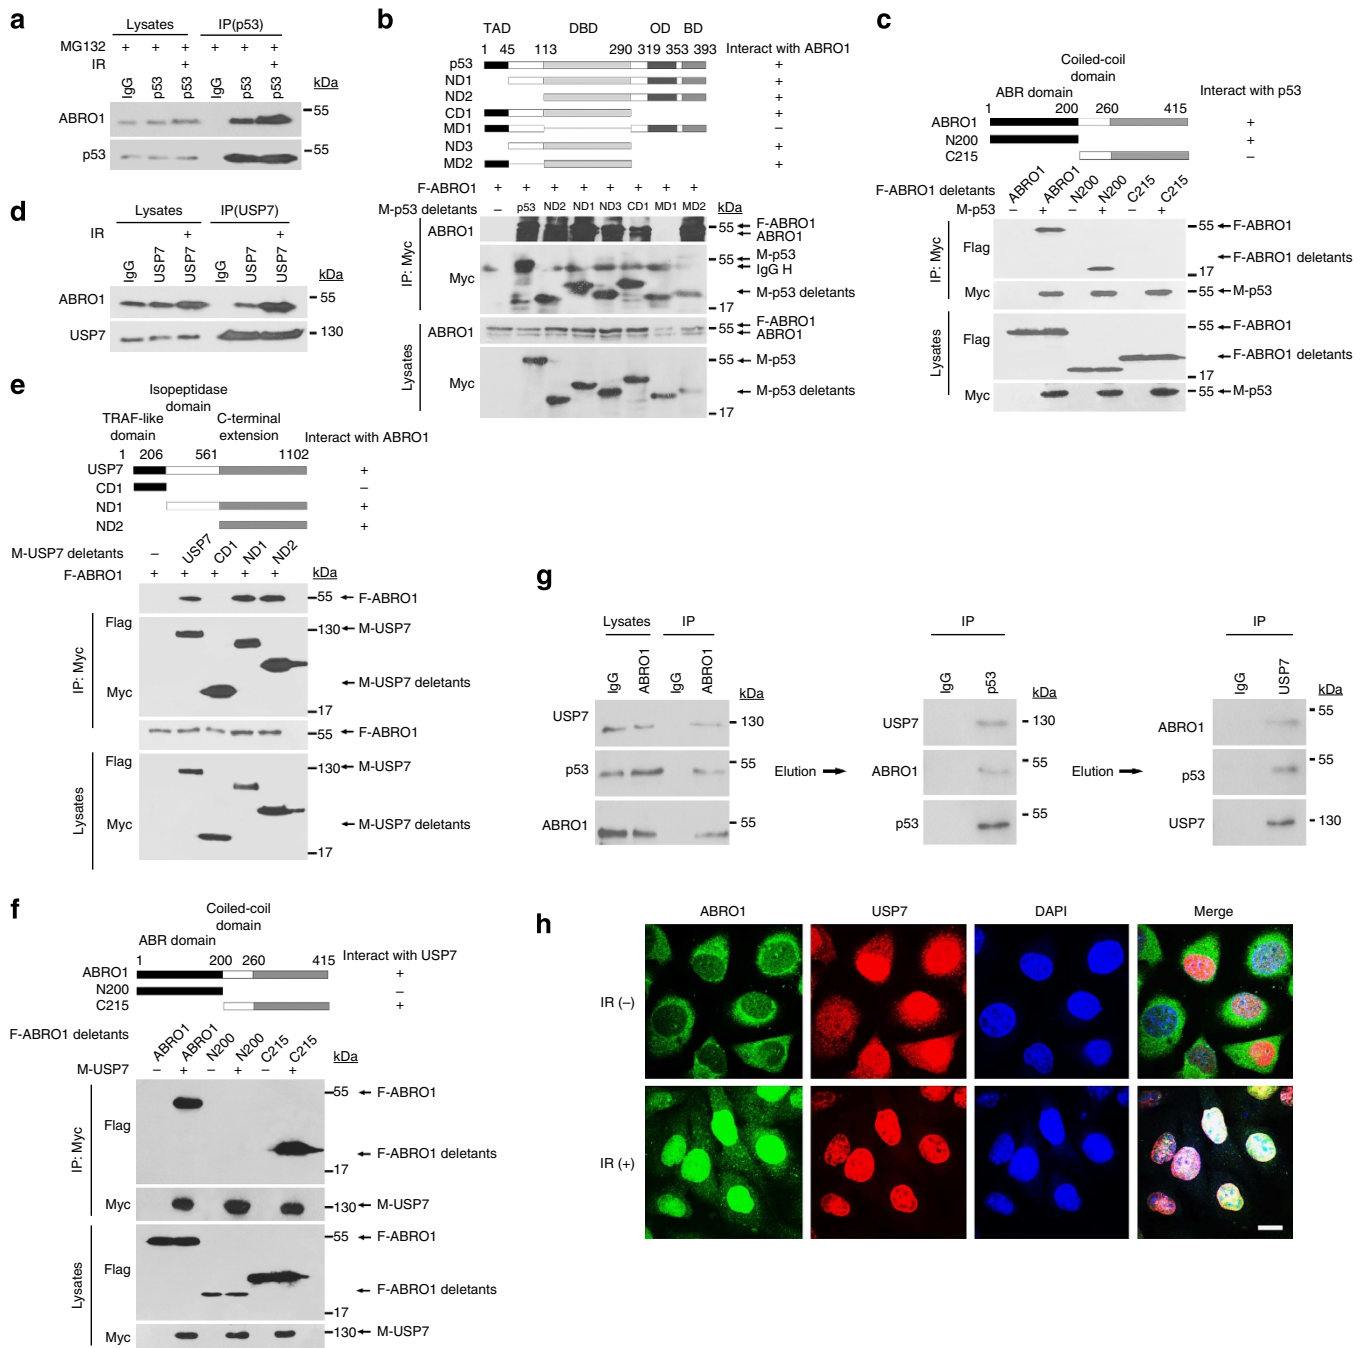 a
Lysates IP(p53)
MG132 + + + + + +
IR + +
IgG p53 p53 IgG p53 p53 kDa
ABRO1 55
p53 55
b
TAD DBD OD BD
1 45 113 290 319 353 393 Interact with ABRO1
p53 +
ND1 +
ND2 +
CD1 +
MD1 –
ND3 +
MD2 +
F-ABRO1 + + + + + + + +
M-p53 deletants – p53 ND2 ND1 ND3 CD1 MD1 MD2 kDa
IP: Myc
ABRO1 55 F-ABRO1
ABRO1
Myc 55 M-p53
IgG H
M-p53 deletants
17
Lysates
ABRO1 55 F-ABRO1
ABRO1
Myc 55 M-p53
M-p53 deletants
17
c
Coiled-coil
domain
ABR domain
1 200 260 415 Interact with p53
ABRO1 +
N200 +
C215 –
F-ABRO1 deletants ABRO1 ABRO1 N200 N200 C215 C215
M-p53 – + – + – + kDa
IP: Myc
Flag 55 F-ABRO1
F-ABRO1 deletants
17
Myc 55 M-p53
Lysates
Flag 55 F-ABRO1
F-ABRO1 deletants
17
Myc 55 M-p53
d
Lysates IP(USP7)
IR + +
IgG USP7 USP7 IgG USP7 USP7 kDa
ABRO1 55
USP7 130
e
Isopeptidase
domain
TRAF-like
domain
C-terminal
extension
Interact with ABRO1
1 206 561 1102
USP7 +
CD1 –
ND1 +
ND2 +
M-USP7 deletants – USP7 CD1 ND1 ND2
F-ABRO1 + + + + + kDa
IP: Myc
55 F-ABRO1
Flag
130 M-USP7
Myc M-USP7 deletants
17
Lysates
55 F-ABRO1
Flag
130 M-USP7
Myc M-USP7 deletants
17
f
Coiled-coil
domain
ABR domain
1 200 260 415 Interact with USP7
ABRO1 +
N200 –
C215 +
F-ABRO1 deletants ABRO1 ABRO1 N200 N200 C215 C215
M-USP7 – + – + – + kDa
IP: Myc
55 F-ABRO1
Flag
F-ABRO1 deletants
17
Myc 130 M-USP7
Lysates
55 F-ABRO1
Flag
F-ABRO1 deletants
17
Myc 130 M-USP7
g
Lysates IP
IgG ABRO1 IgG ABRO1 kDa
USP7 130
p53 55
ABRO1 55
Elution
IP
IgG p53 kDa
USP7 130
ABRO1 55
p53 55
Elution
IP
IgG USP7 kDa
ABRO1 55
p53 55
USP7 130
h
ABRO1 USP7 DAPI Merge
IR (–)
IR (+)